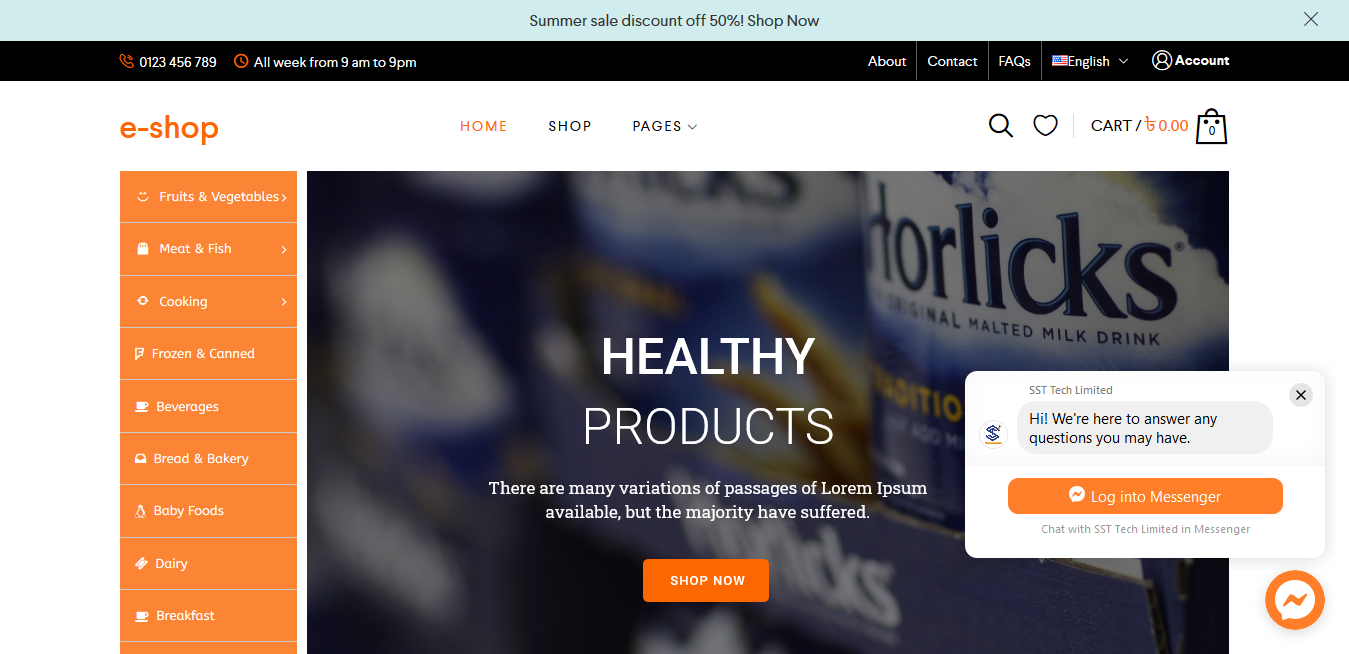 Summer sale discount off 50%! Shop Now
0123 456 789 All week from 9 am to 9pm About Contact FAQs English Account
e-shop HOME SHOP PAGES CART / ৳ 0.00 0
Fruits & Vegetables
Meat & Fish
Cooking
Frozen & Canned
Beverages
Bread & Bakery
Baby Foods
Dairy
Breakfast
Horlicks
ORIGINAL MALTED MILK DRINK
HEALTHY
PRODUCTS
There are many variations of passages of Lorem Ipsum
available, but the majority have suffered.
SHOP NOW
SST Tech Limited
Hi! We're here to answer any
questions you may have.
Log into Messenger
Chat with SST Tech Limited in Messenger